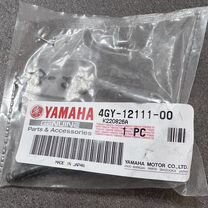 YAMAHA
GENUINE
Parts & Accessories
4GY-12111-00
K220826A
1 PC
MADE IN JAPAN
YAMAHA MOTOR CO., LTD.